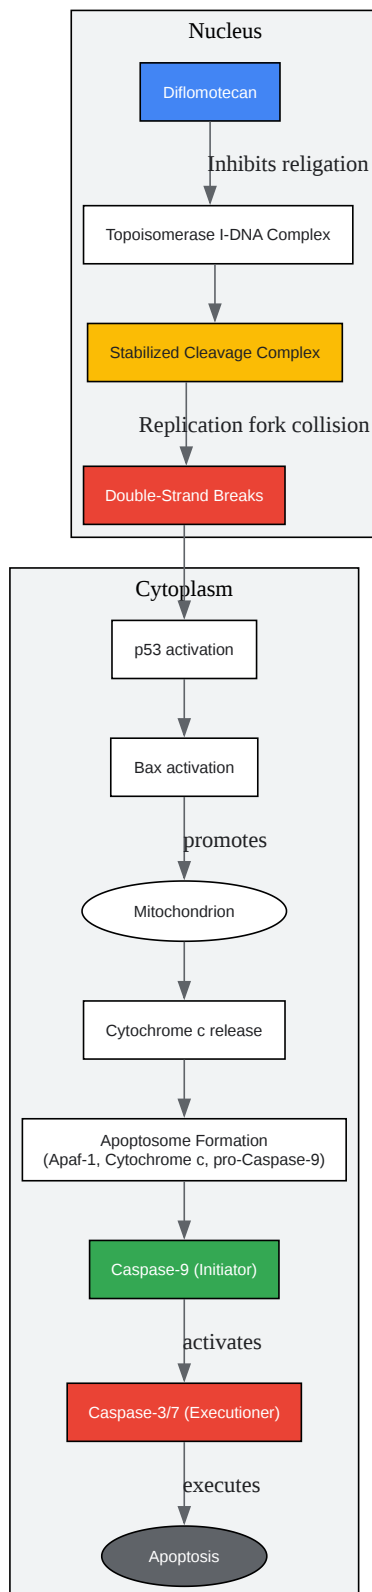 Nucleus
Diflomotecan
Inhibits religation
Topoisomerase I-DNA Complex
Stabilized Cleavage Complex
Replication fork collision
Double-Strand Breaks
Cytoplasm
p53 activation
Bax activation
promotes
Mitochondrion
Cytochrome c release
Apoptosome Formation
(Apaf-1, Cytochrome c, pro-Caspase-9)
Caspase-9 (Initiator)
activates
Caspase-3/7 (Executioner)
executes
Apoptosis